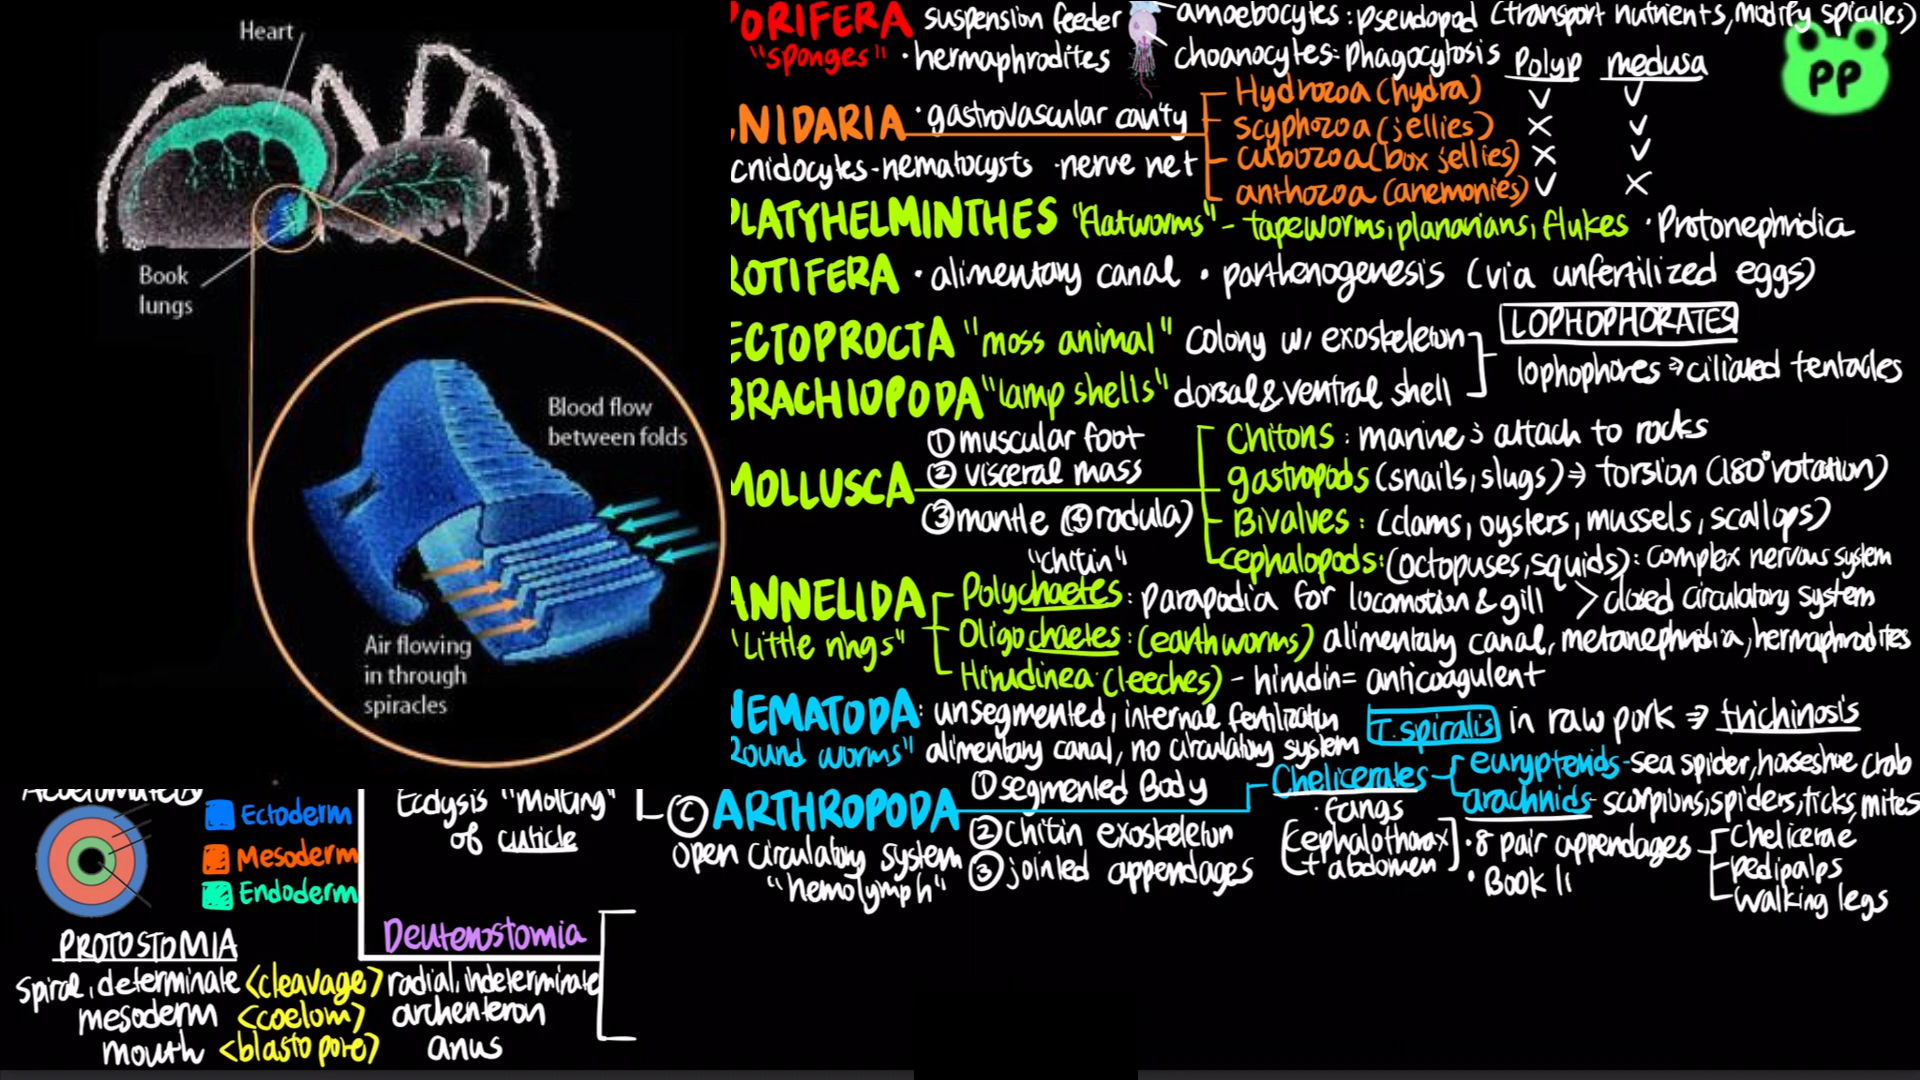 Heart
Book
lungs
Blood flow
between folds
Air flowing
in through
spiracles
Ectoderm
Mesoderm
Endoderm
PROTOSTOMIA
spiral, determinate <cleavage> radial, indeterminate
mesoderm <coelom> archenteron
mouth <blastopore> anus
Ecdysis "molting"
of cuticle
Deuterostomia
PORIFERA suspension feeder amoebocytes: pseudopod (transport nutrients, modify spicules)
"sponges" · hermaphrodites choanocytes: phagocytosis Polyp medusa
PP
Hydrozoa (hydra) ✓ ✓
CNIDARIA · gastrovascular cavity scyphozoa (jellies) X ✓
cnidocytes - nematocysts · nerve net cubozoa (box jellies) X ✓
anthozoa (anemonies) ✓ X
PLATYHELMINTHES "flatworms" - tapeworms, planarians, flukes · Protonephridia
ROTIFERA · alimentary canal · parthenogenesis (via unfertilized eggs)
LOPHOPHORATES
ECTOPROCTA "moss animal" colony w/ exoskeleton
lophophores ⇒ ciliated tentacles
BRACHIOPODA "lamp shells" dorsal & ventral shell
① muscular foot Chitons: marine; attach to rocks
MOLLUSCA ② visceral mass gastropods (snails, slugs) ⇒ torsion (180° rotation)
③ mantle (④ radula) Bivalves: (clams, oysters, mussels, scallops)
"chitin" cephalopods: (octopuses, squids): complex nervous system
ANNELIDA Polychaetes: parapodia for locomotion & gill > closed circulatory system
"Little rings" Oligochaetes: (earthworms) alimentary canal, metanephridia, hermaphrodites
Hirudinea (leeches) - hirudin = anticoagulent
NEMATODA: unsegmented, internal fertilization T. spiralis in raw pork ⇒ trichinosis
Round worms" alimentary canal, no circulatory system
© ARTHROPODA ① segmented Body Chelicerates eurypterids - sea spider, horseshoe crab
· fangs arachnids - scorpions, spiders, ticks, mites
open circulatory system ② Chitin exoskeleton [cephalothorax · 8 pair appendages Chelicerae
"hemolymph" ③ jointed appendages + abdomen] · Book l pedipalps
walking legs